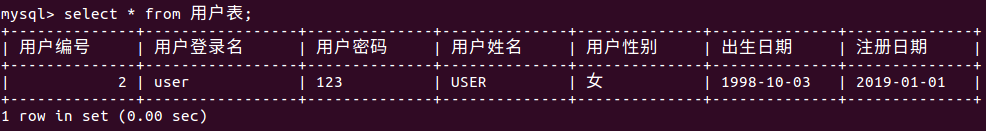 mysql> select * from 用户表;
+--------------+----------------+--------------+--------------+--------------+--------------+--------------+
| 用户编号 | 用户登录名 | 用户密码 | 用户姓名 | 用户性别 | 出生日期 | 注册日期 |
+--------------+----------------+--------------+--------------+--------------+--------------+--------------+
| 2 | user | 123 | USER | 女 | 1998-10-03 | 2019-01-01 |
+--------------+----------------+--------------+--------------+--------------+--------------+--------------+
1 row in set (0.00 sec)